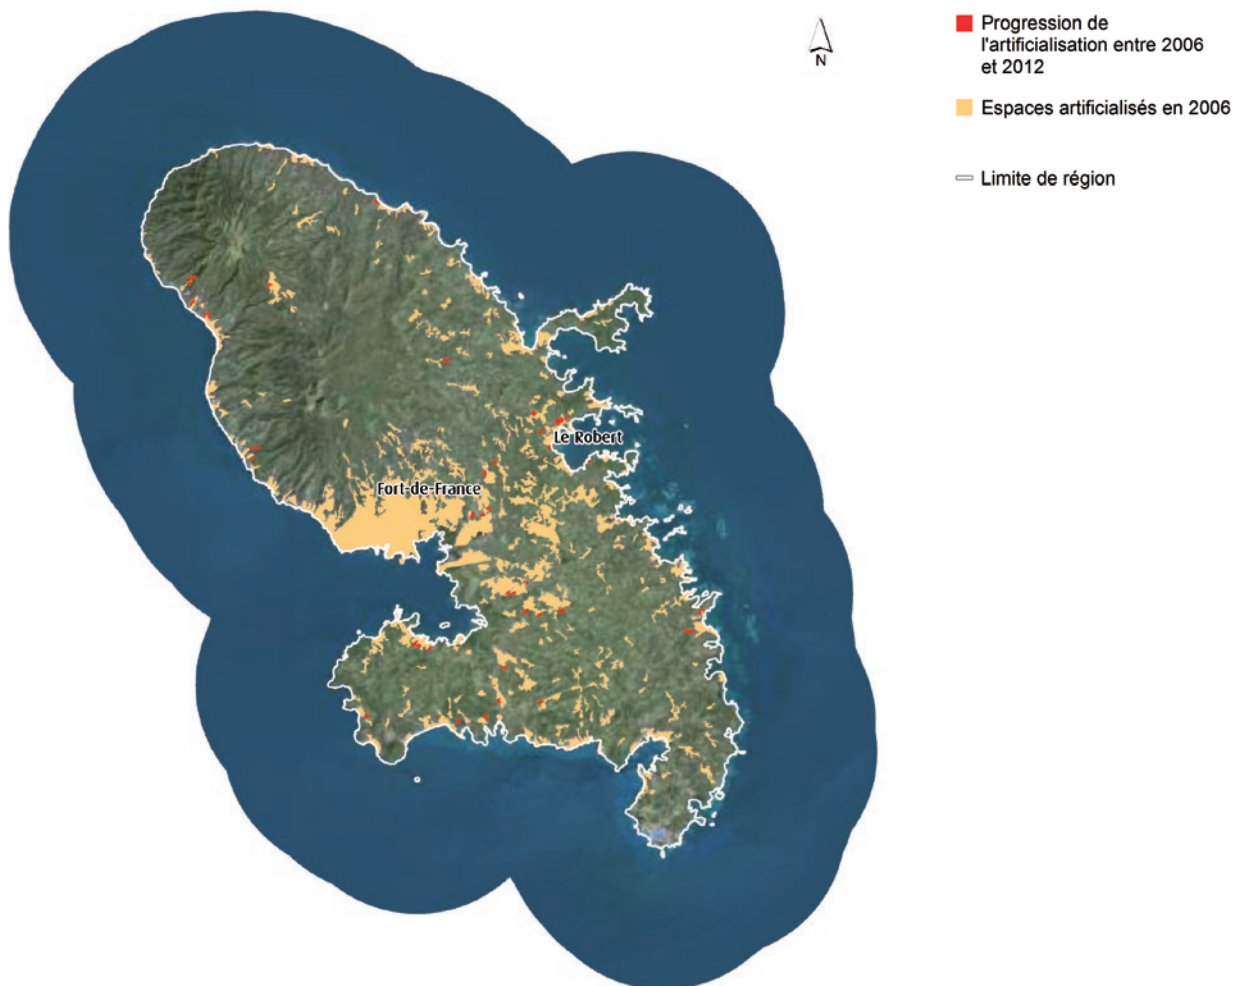 Progression de
l'artificialisation entre 2006
et 2012
N
Espaces artificialisés en 2006
Limite de région
Le Robert
Fort-de-France